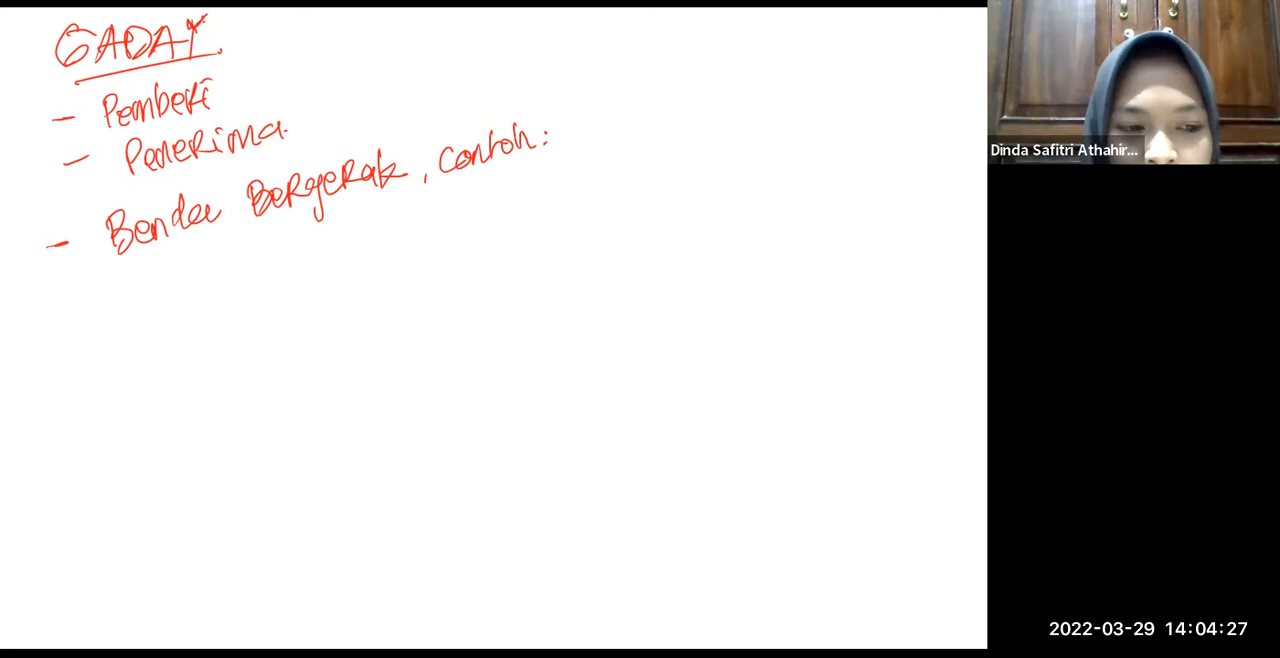 GADAI.
- Pemberi
- Penerima.
- Benda Bergerak, Contoh:
Dinda Safitri Athahir...
2022-03-29 14:04:27